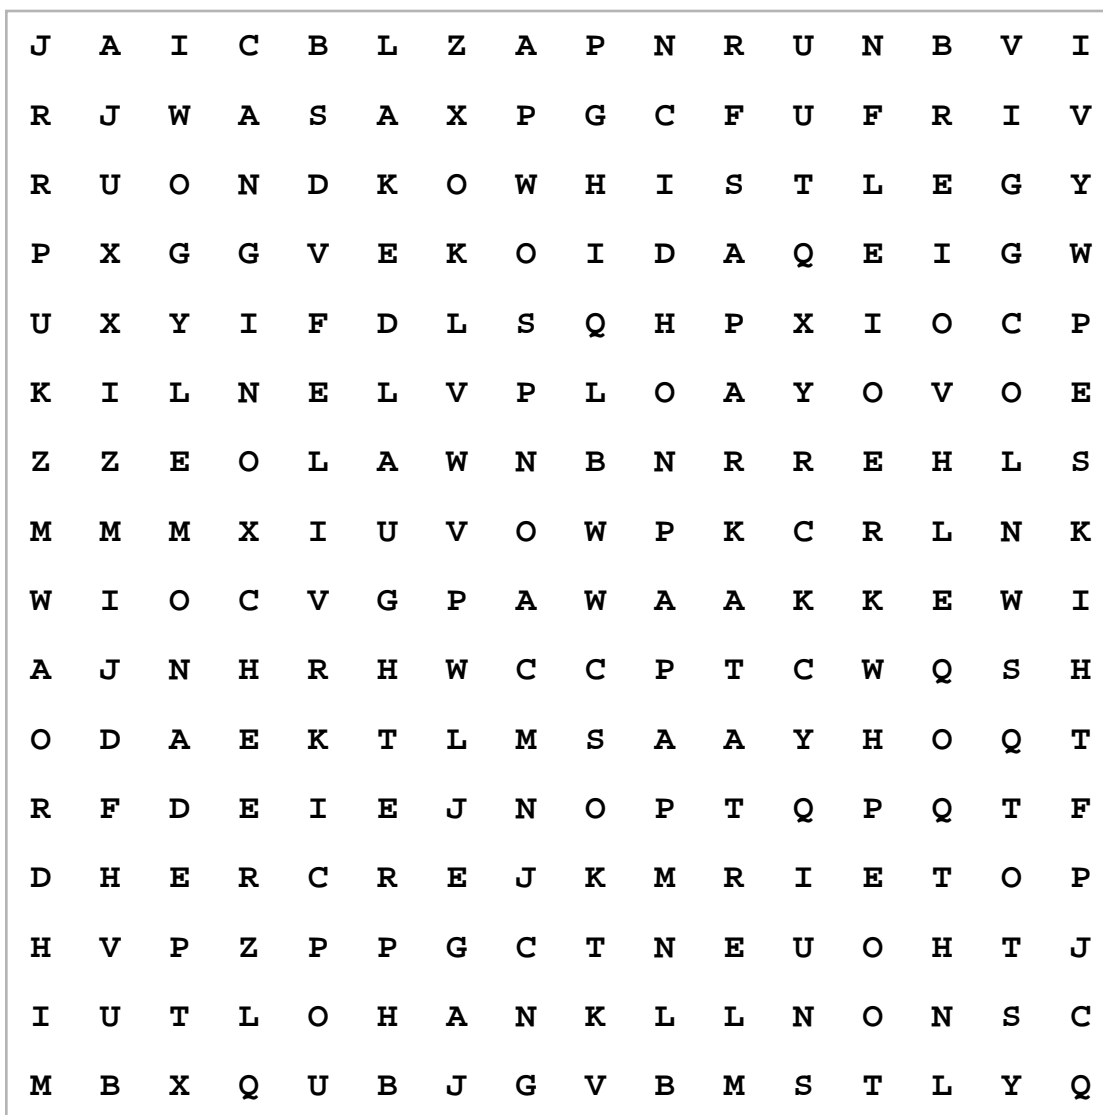 J A I C B L Z A P N R U N B V I
R J W A S A X P G C F U F R I V
R U O N D K O W H I S T L E G Y
P X G G V E K O I D A Q E I G W
U X Y I F D L S Q H P X I O C P
K I L N E L V P L O A Y O V O E
Z Z E O L A W N B N R R E H L S
M M M X I U V O W P K C R L N K
W I O C V G P A W A A K K E W I
A J N H R H W C C P T C W Q S H
O D A E K T L M S A A Y H O Q T
R F D E I E J N O P T Q P Q T F
D H E R C R E J K M R I E T O P
H V P Z P P G C T N E U O H T J
I U T L O H A N K L L N O N S C
M B X Q U B J G V B M S T L Y Q